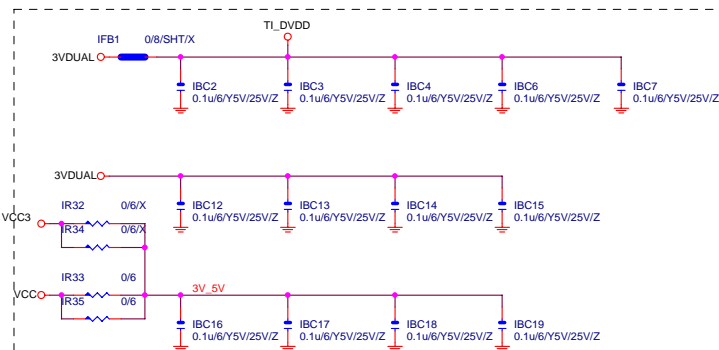 TI_DVDD
IFB1 0/8/SHT/X
3VDUAL
IBC2 IBC3 IBC4 IBC6 IBC7
0.1u/6/Y5V/25V/Z 0.1u/6/Y5V/25V/Z 0.1u/6/Y5V/25V/Z 0.1u/6/Y5V/25V/Z 0.1u/6/Y5V/25V/Z
3VDUAL
IR32 0/6/X
IBC12 IBC13 IBC14 IBC15
0.1u/6/Y5V/25V/Z 0.1u/6/Y5V/25V/Z 0.1u/6/Y5V/25V/Z 0.1u/6/Y5V/25V/Z
VCC3
IR34 0/6/X
IR33 0/6
3V_5V
VCC
IR35 0/6
IBC16 IBC17 IBC18 IBC19
0.1u/6/Y5V/25V/Z 0.1u/6/Y5V/25V/Z 0.1u/6/Y5V/25V/Z 0.1u/6/Y5V/25V/Z